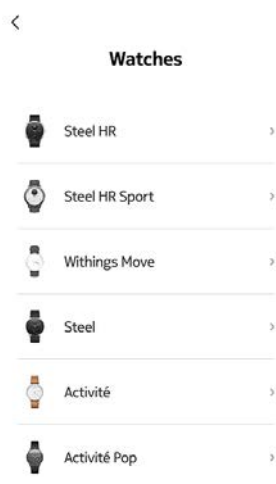 Watches
Steel HR
Steel HR Sport
Withings Move
Steel
Activité
Activité Pop